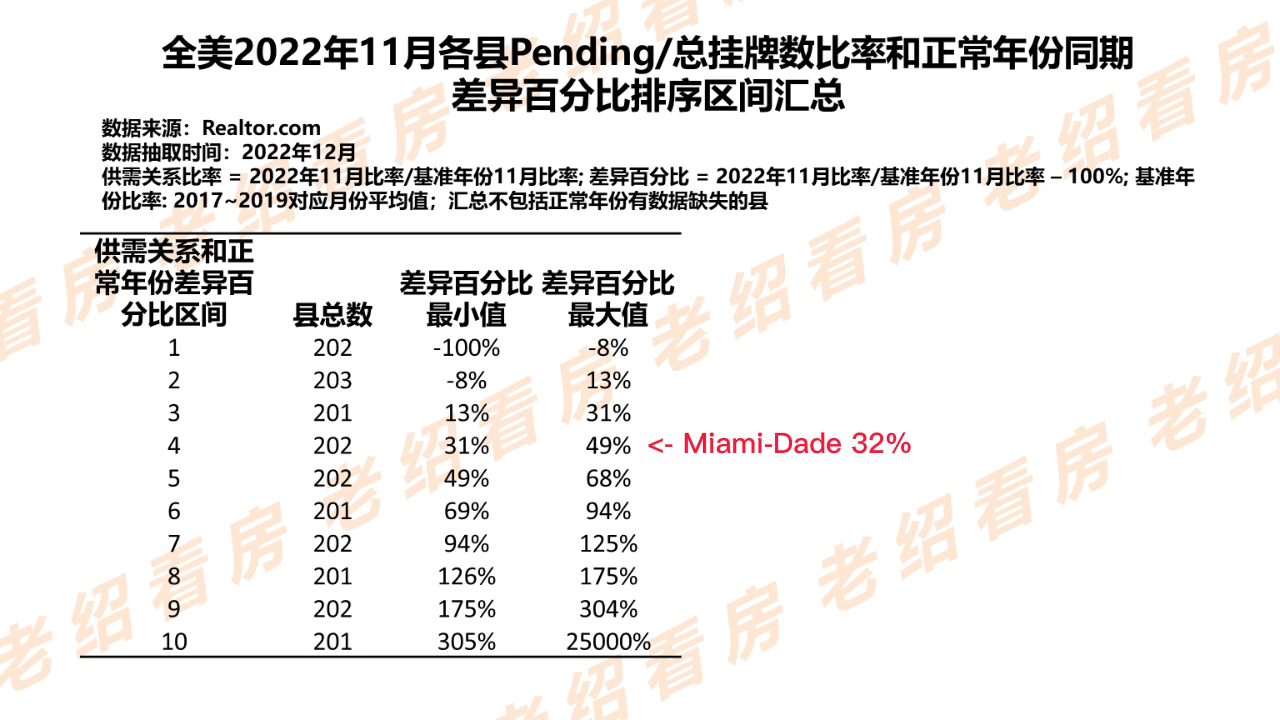 全美2022年11月各县Pending/总挂牌数比率和正常年份同期
差异百分比排序区间汇总
数据来源：Realtor.com
数据抽取时间：2022年12月
供需关系比率 = 2022年11月比率/基准年份11月比率; 差异百分比 = 2022年11月比率/基准年份11月比率 – 100%; 基准年
份比率: 2017~2019对应月份平均值；汇总不包括正常年份有数据缺失的县
供需关系和正
常年份差异百
分比区间
县总数
差异百分比
最小值
差异百分比
最大值
1 202 -100% -8%
2 203 -8% 13%
3 201 13% 31%
4 202 31% 49% <- Miami-Dade 32%
5 202 49% 68%
6 201 69% 94%
7 202 94% 125%
8 201 126% 175%
9 202 175% 304%
10 201 305% 25000%
老绍看房